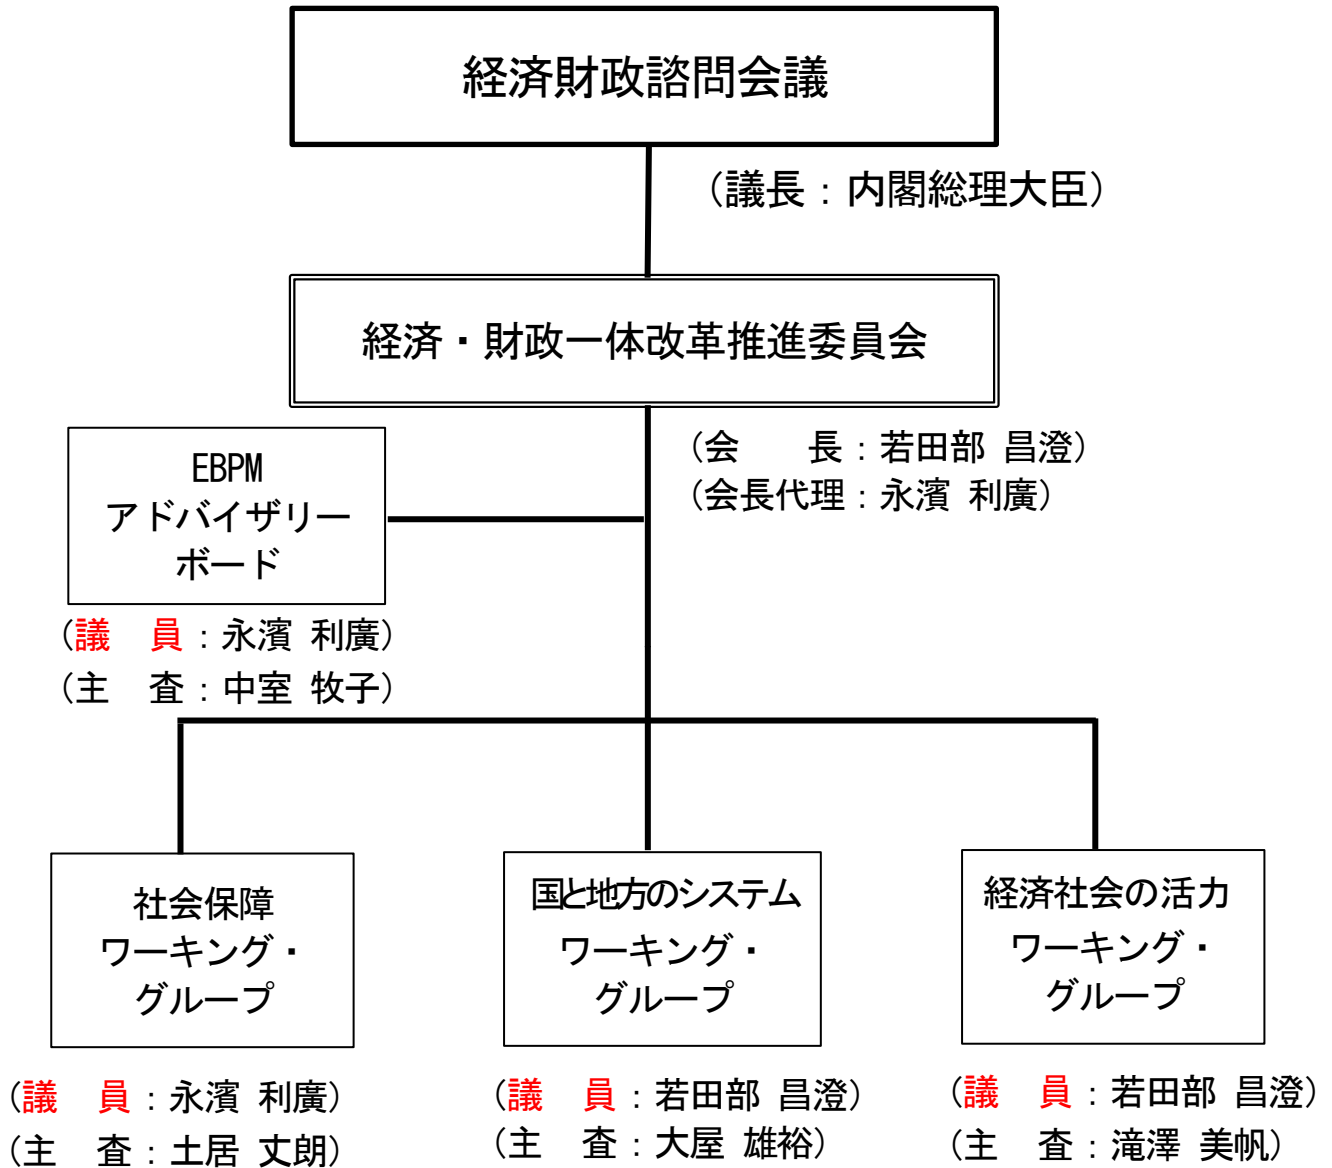 経済財政諮問会議
（議長：内閣総理大臣）
経済・財政一体改革推進委員会
（会　　長：若田部 昌澄）
（会長代理：永濱 利廣）
EBPM
アドバイザリー
ボード
（議　員：永濱 利廣）
（主　査：中室 牧子）
社会保障
ワーキング・
グループ
（議　員：永濱 利廣）
（主　査：土居 丈朗）
国と地方のシステム
ワーキング・
グループ
（議　員：若田部 昌澄）
（主　査：大屋 雄裕）
経済社会の活力
ワーキング・
グループ
（議　員：若田部 昌澄）
（主　査：滝澤 美帆）